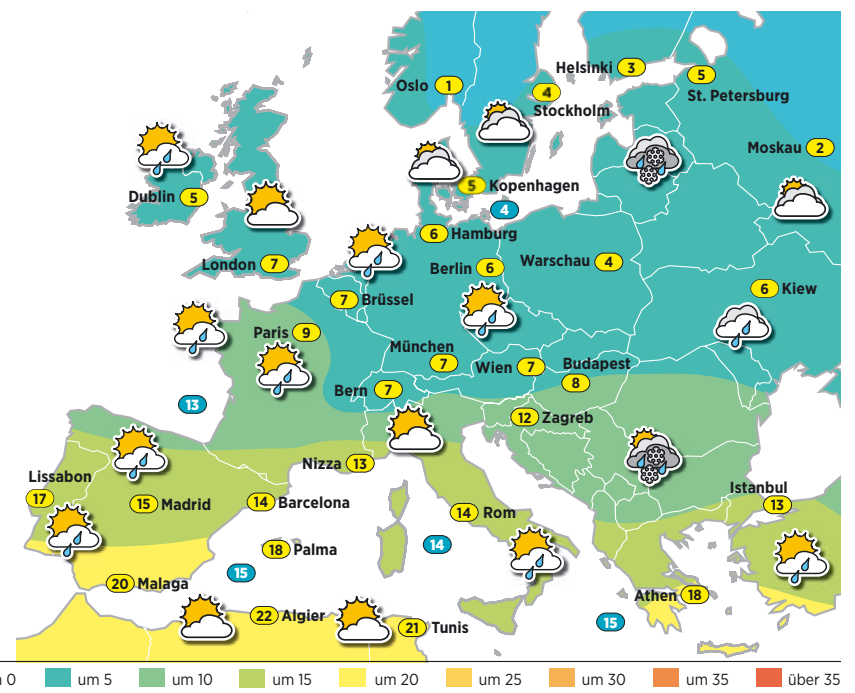 Helsinki 3
Oslo 1
5
St. Petersburg
4
Stockholm
Moskau 2
5 Kopenhagen
Dublin 5
4
6 Hamburg
London 7
Berlin 6
Warschau 4
6 Kiew
7 Brüssel
Paris 9
München
7
Wien 7
Budapest
8
Bern 7
13
12 Zagreb
Nizza 13
Lissabon
17
15 Madrid
14 Barcelona
14 Rom
Istanbul
13
14
18 Palma
15
20 Malaga
Athen 18
22 Algier
21 Tunis
15
0 um 5 um 10 um 15 um 20 um 25 um 30 um 35 über 35